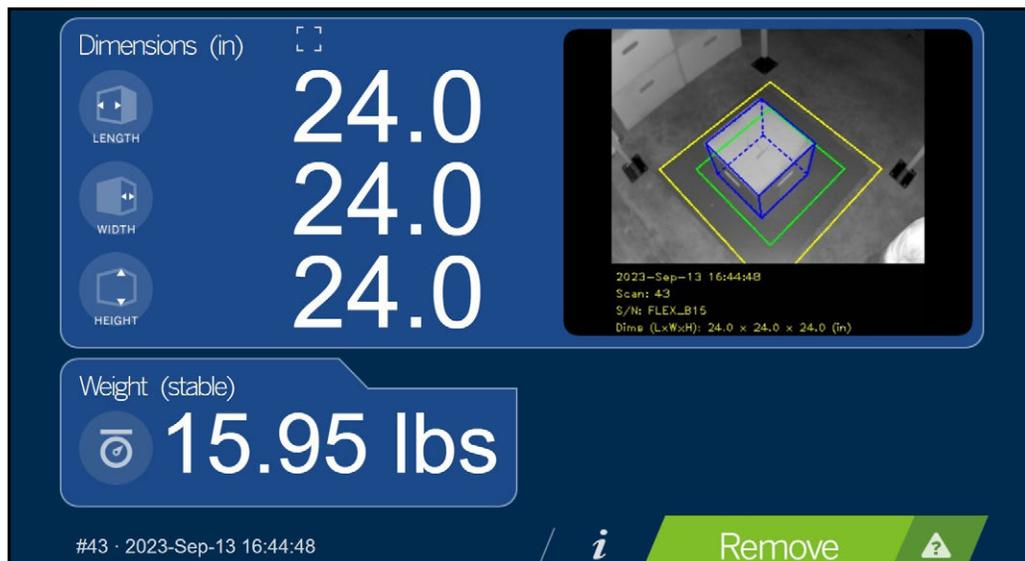 Dimensions (in)
LENGTH
24.0
WIDTH
24.0
HEIGHT
24.0
2023-Sep-13 16:44:48
Scan: 43
S/N: FLEX_B15
Dims (LxWxH): 24.0 x 24.0 x 24.0 (in)
Weight (stable)
15.95 lbs
#43 · 2023-Sep-13 16:44:48
i
Remove
?